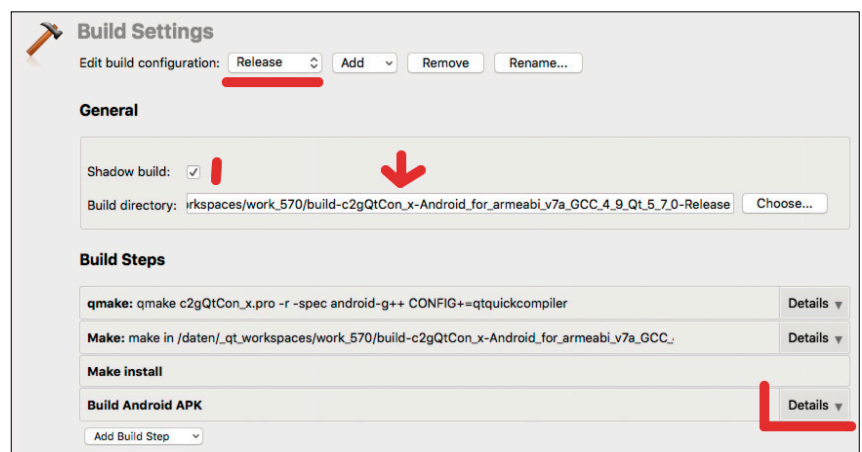 Build Settings
Edit build configuration: Release Add Remove Rename...
General
Shadow build:
Build directory: rkspaces/work_570/build-c2gQtCon_x-Android_for_armeabi_v7a_GCC_4_9_Qt_5_7_0-Release Choose...
Build Steps
qmake: qmake c2gQtCon_x.pro -r -spec android-g++ CONFIG+=qtquickcompiler Details
Make: make in /daten/_qt_workspaces/work_570/build-c2gQtCon_x-Android_for_armeabi_v7a_GCC_ Details
Make install
Build Android APK Details
Add Build Step